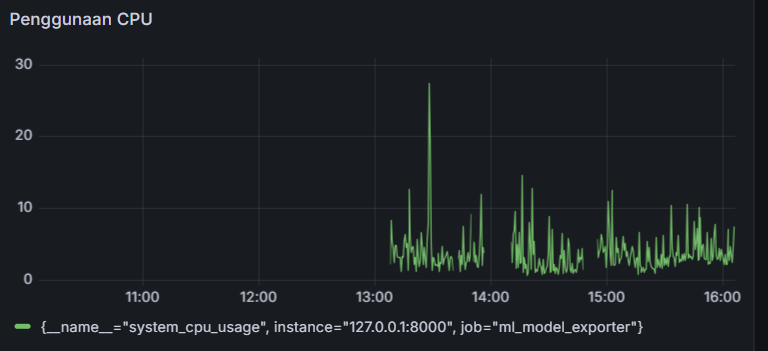 Penggunaan CPU
30
20
10
0
11:00 12:00 13:00 14:00 15:00 16:00
{__name__="system_cpu_usage", instance="127.0.0.1:8000", job="ml_model_exporter"}